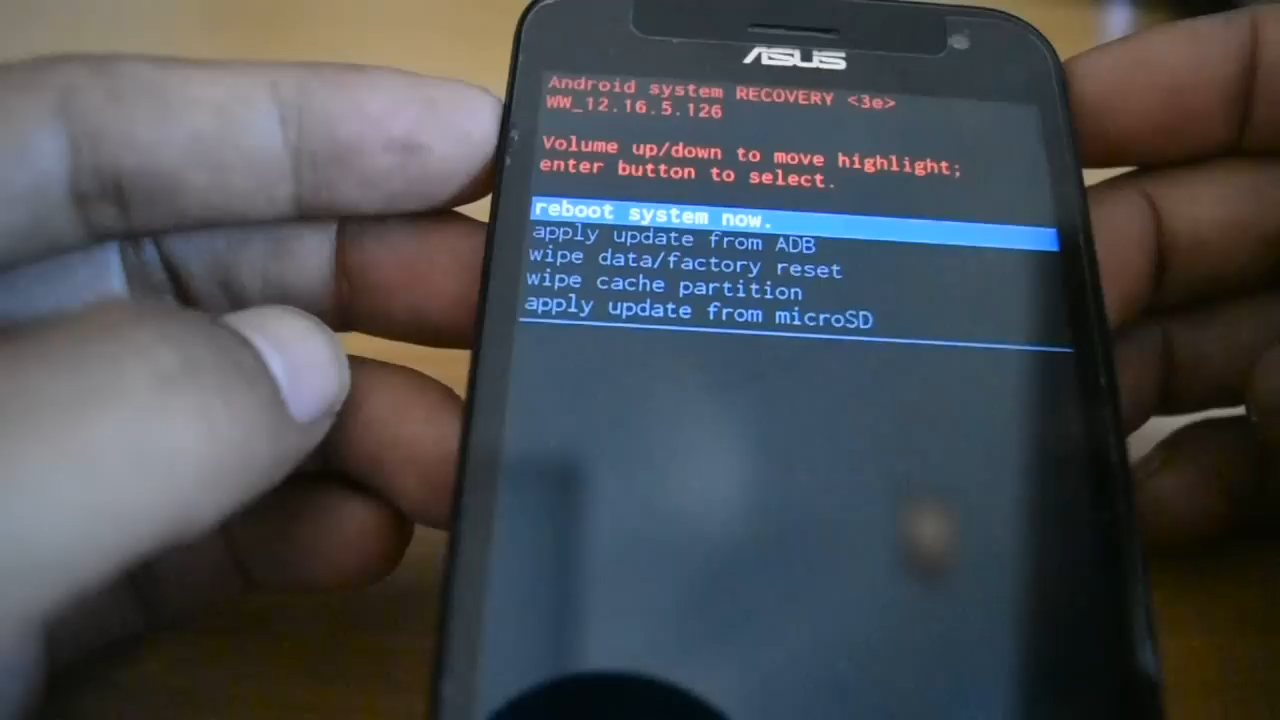 ASUS
Android system RECOVERY <3e>
WW_12.16.5.126
Volume up/down to move highlight;
enter button to select.
reboot system now.
apply update from ADB
wipe data/factory reset
wipe cache partition
apply update from microSD